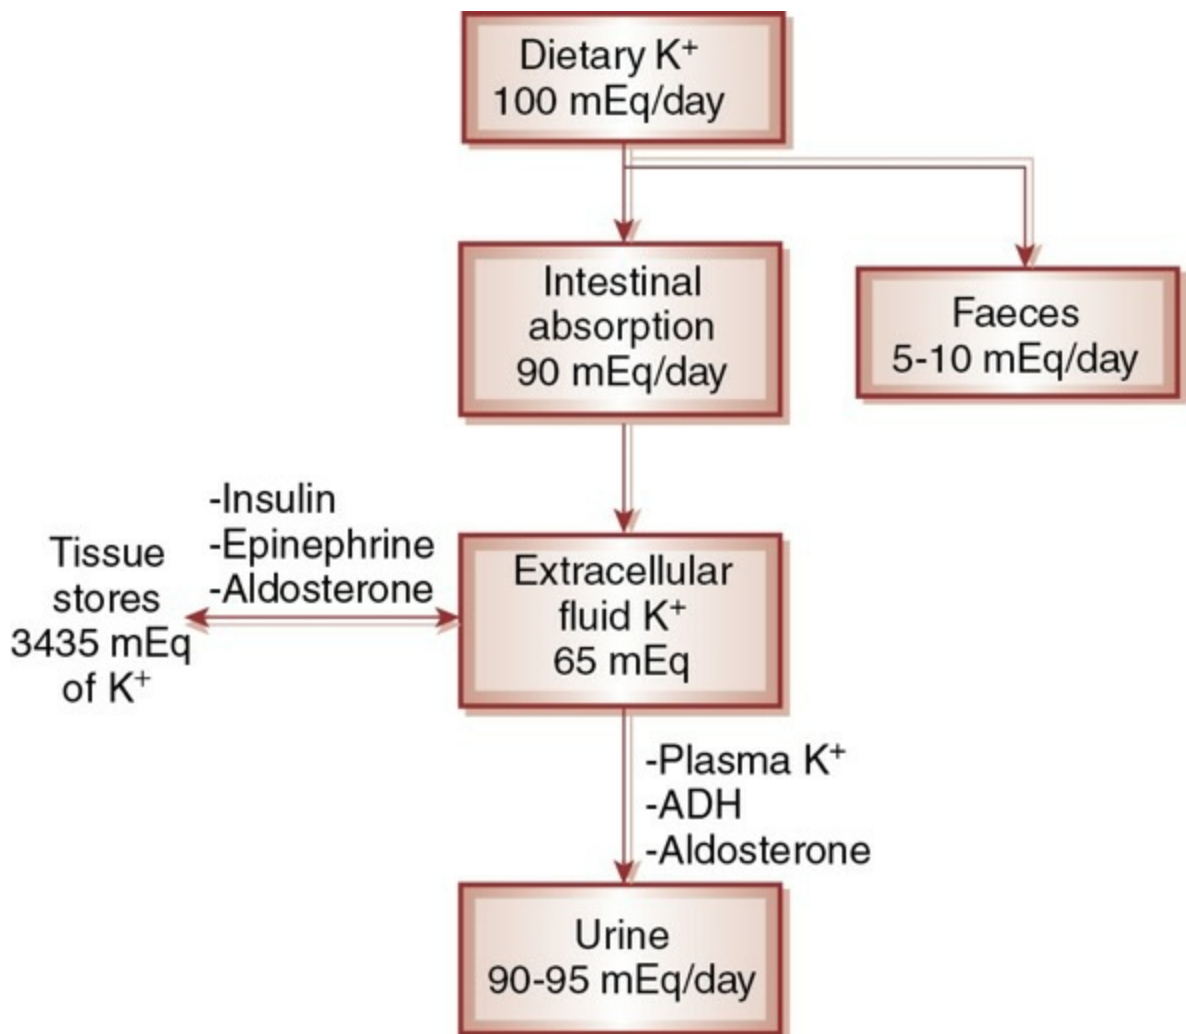 Dietary K⁺
100 mEq/day
Intestinal
absorption
90 mEq/day
Faeces
5-10 mEq/day
-Insulin
-Epinephrine
-Aldosterone
Tissue
stores
3435 mEq
of K⁺
Extracellular
fluid K⁺
65 mEq
-Plasma K⁺
-ADH
-Aldosterone
Urine
90-95 mEq/day